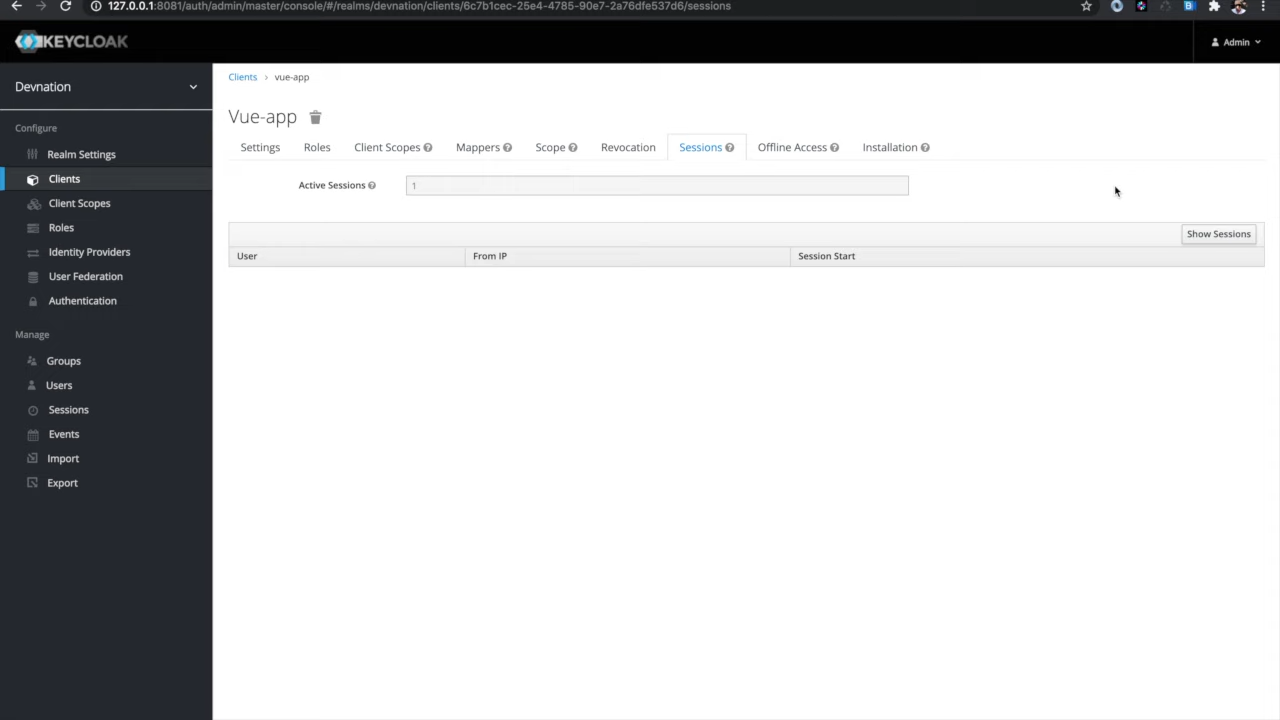 127.0.0.1:8081/auth/admin/master/console/#/realms/devnation/clients/6c7b1cec-25e4-4785-90e7-2a76dfe537d6/sessions
KEYCLOAK
Admin
Devnation
Configure
Realm Settings
Clients
Client Scopes
Roles
Identity Providers
User Federation
Authentication
Manage
Groups
Users
Sessions
Events
Import
Export
Clients > vue-app
Vue-app
Settings Roles Client Scopes Mappers Scope Revocation Sessions Offline Access Installation
Active Sessions 1
Show Sessions
User From IP Session Start